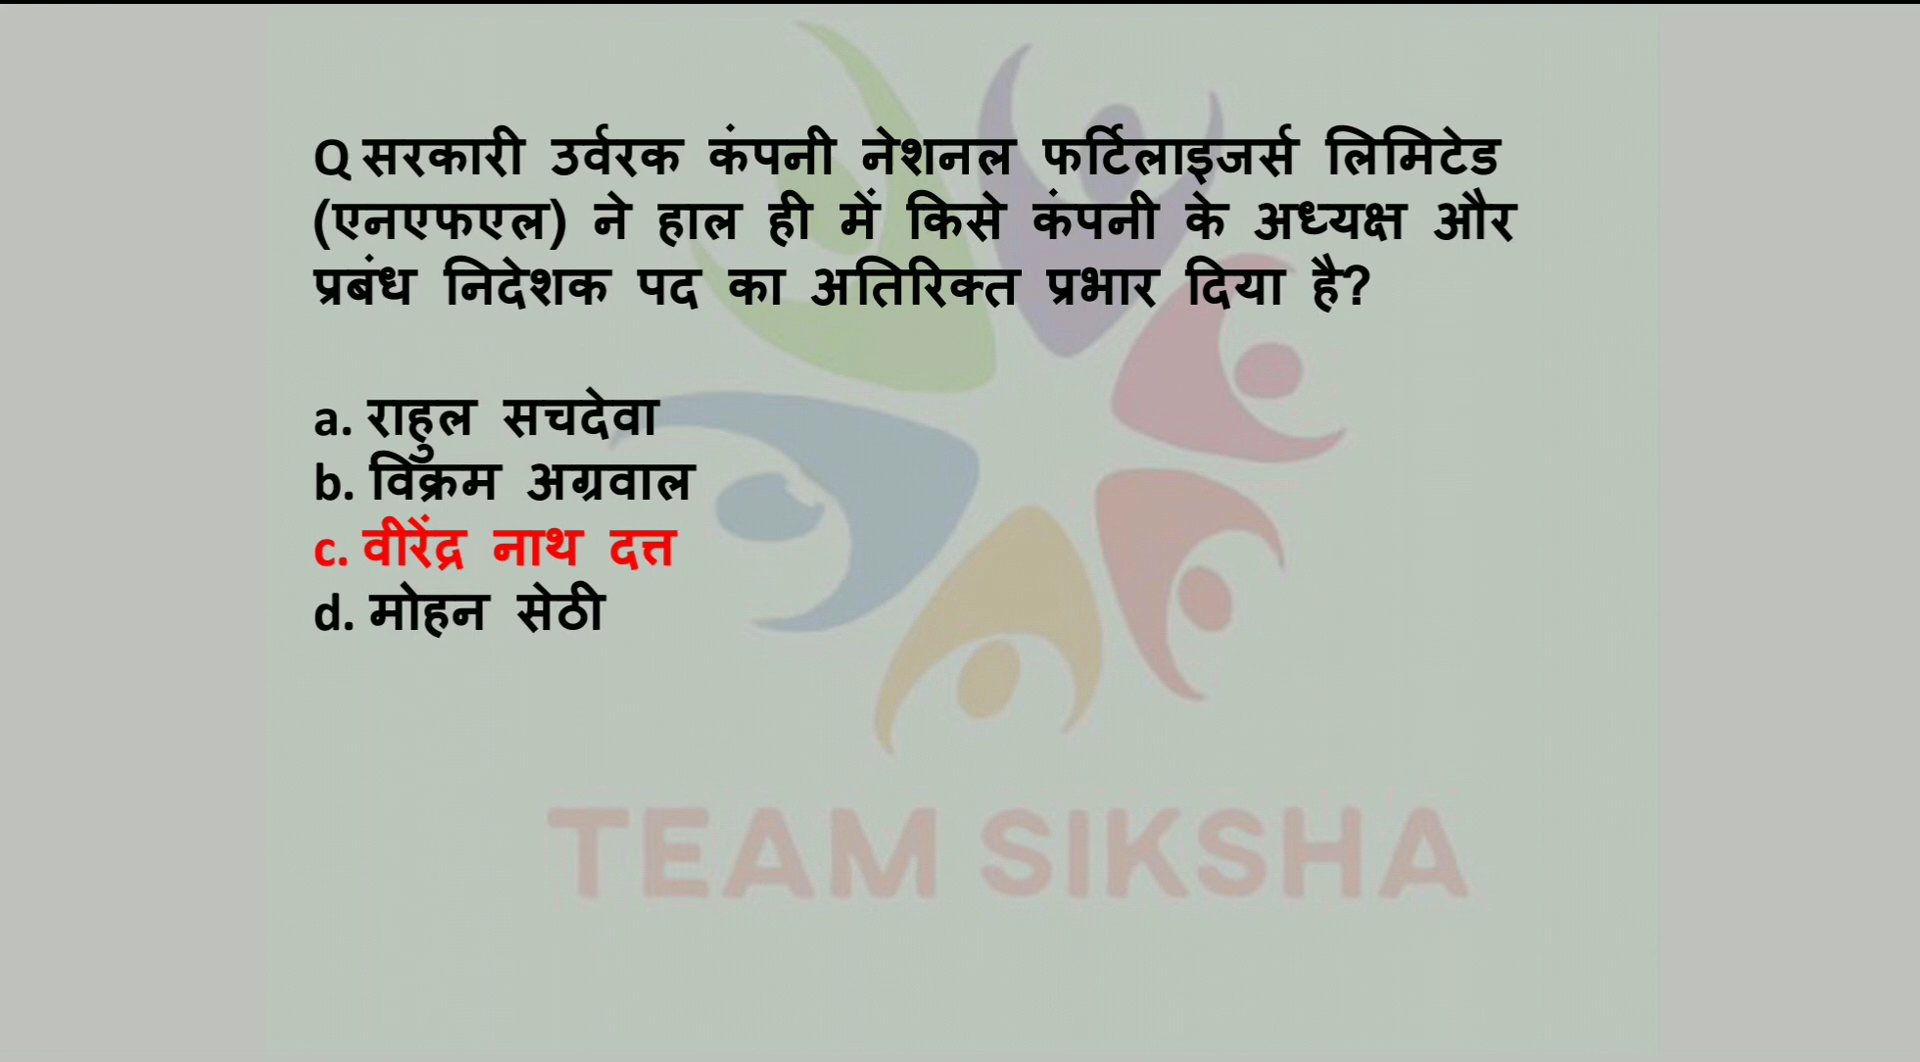 Q सरकारी उर्वरक कंपनी नेशनल फर्टिलाइजर्स लिमिटेड
(एनएफएल) ने हाल ही में किसे कंपनी के अध्यक्ष और
प्रबंध निदेशक पद का अतिरिक्त प्रभार दिया है?
a. राहुल सचदेवा
b. विक्रम अग्रवाल
c. वीरेंद्र नाथ दत्त
d. मोहन सेठी
TEAM SIKSHA